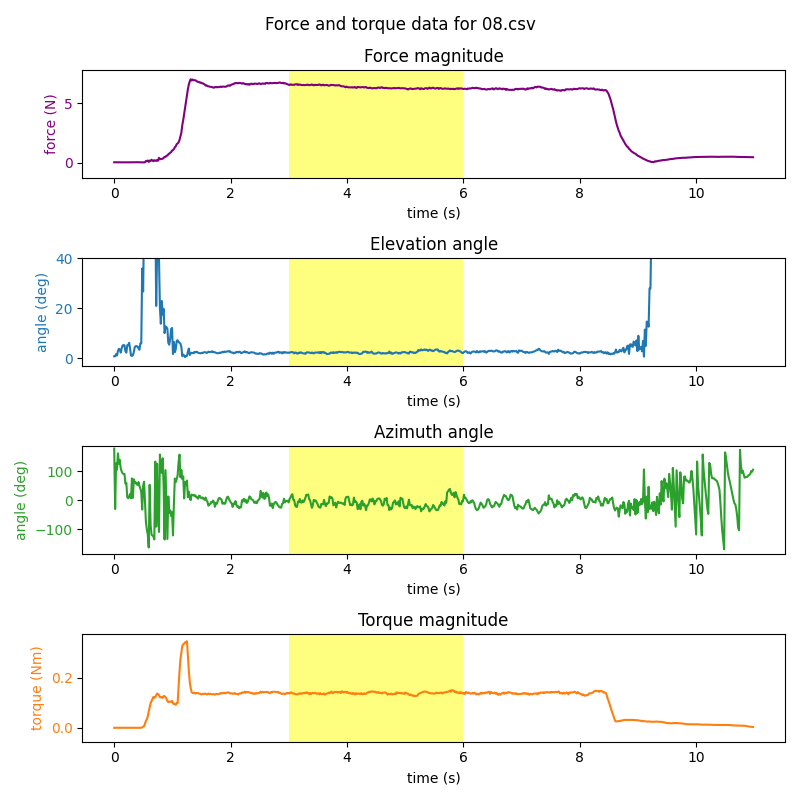 Force and torque data for 08.csv
Force magnitude
force (N)
5
0
0 2 4 6 8 10
time (s)
Elevation angle
angle (deg)
40
20
0
0 2 4 6 8 10
time (s)
Azimuth angle
angle (deg)
100
0
−100
0 2 4 6 8 10
time (s)
Torque magnitude
torque (Nm)
0.2
0.0
0 2 4 6 8 10
time (s)